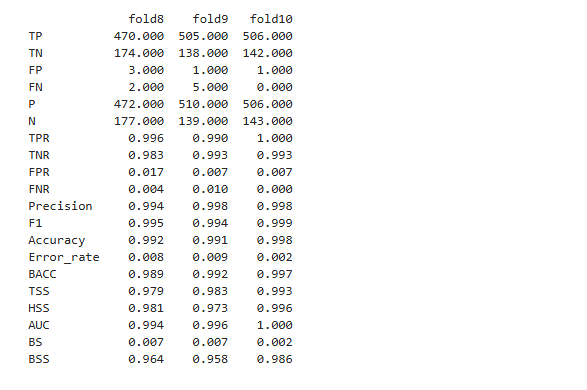 fold8 fold9 fold10
TP 470.000 505.000 506.000
TN 174.000 138.000 142.000
FP 3.000 1.000 1.000
FN 2.000 5.000 0.000
P 472.000 510.000 506.000
N 177.000 139.000 143.000
TPR 0.996 0.990 1.000
TNR 0.983 0.993 0.993
FPR 0.017 0.007 0.007
FNR 0.004 0.010 0.000
Precision 0.994 0.998 0.998
F1 0.995 0.994 0.999
Accuracy 0.992 0.991 0.998
Error_rate 0.008 0.009 0.002
BACC 0.989 0.992 0.997
TSS 0.979 0.983 0.993
HSS 0.981 0.973 0.996
AUC 0.994 0.996 1.000
BS 0.007 0.007 0.002
BSS 0.964 0.958 0.986